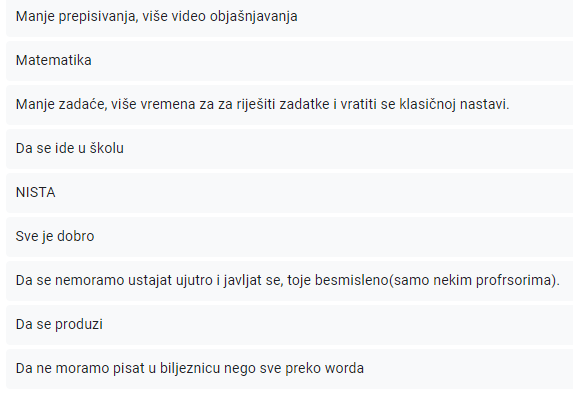 Manje prepisivanja, više video objašnjavanja
Matematika
Manje zadaće, više vremena za za riješiti zadatke i vratiti se klasičnoj nastavi.
Da se ide u školu
NISTA
Sve je dobro
Da se nemoramo ustajat ujutro i javljat se, toje besmisleno(samo nekim profrsorima).
Da se produzi
Da ne moramo pisat u biljeznicu nego sve preko worda